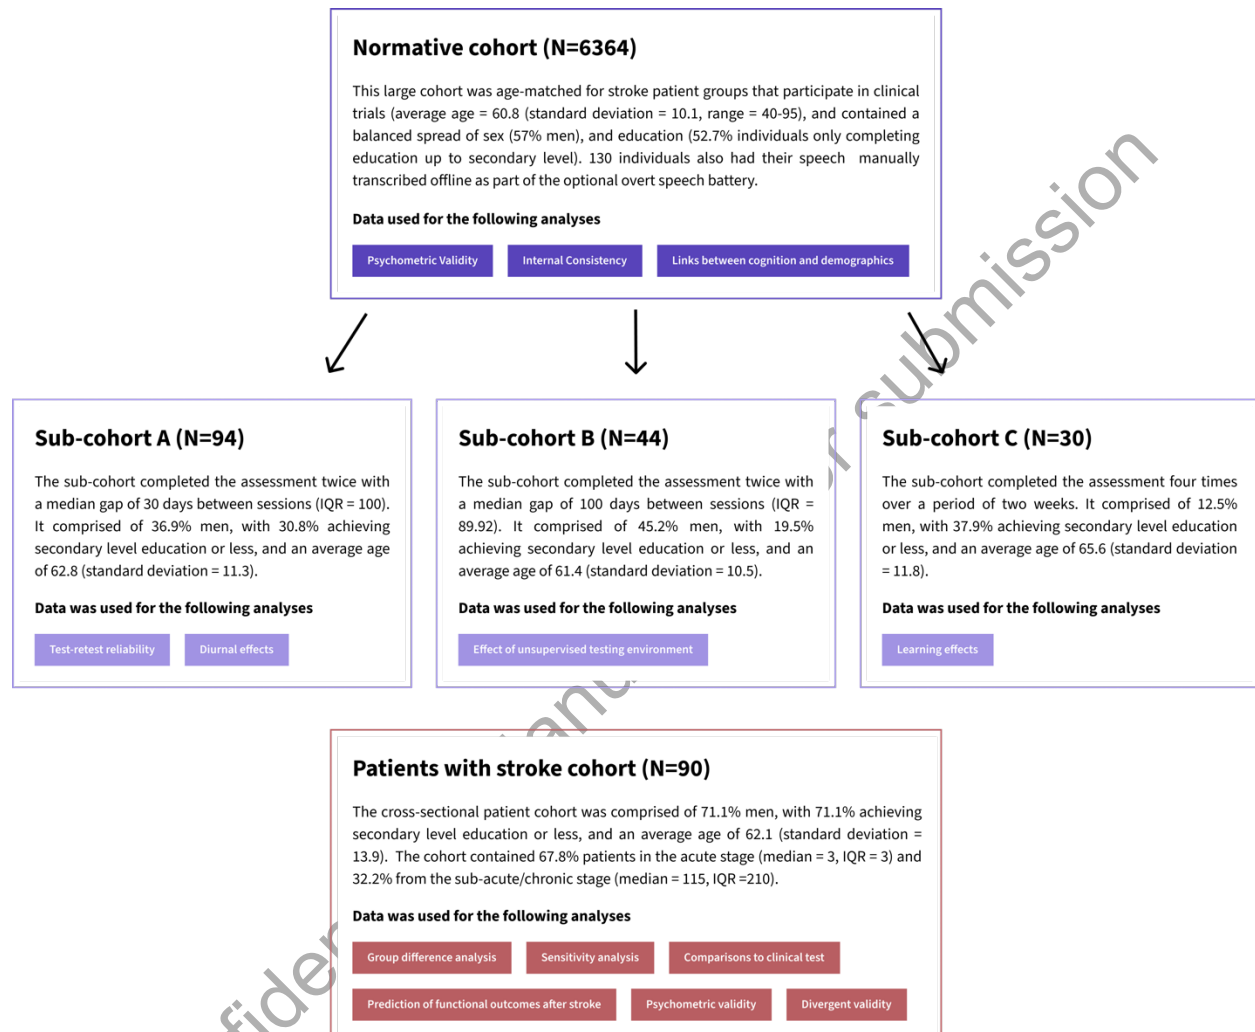 Normative cohort (N=6364)
This large cohort was age-matched for stroke patient groups that participate in clinical
trials (average age = 60.8 (standard deviation = 10.1, range = 40-95), and contained a
balanced spread of sex (57% men), and education (52.7% individuals only completing
education up to secondary level). 130 individuals also had their speech manually
transcribed offline as part of the optional overt speech battery.
Data used for the following analyses
Psychometric Validity
Internal Consistency
Links between cognition and demographics
Sub-cohort A (N=94)
The sub-cohort completed the assessment twice with
a median gap of 30 days between sessions (IQR = 100).
It comprised of 36.9% men, with 30.8% achieving
secondary level education or less, and an average age
of 62.8 (standard deviation = 11.3).
Data was used for the following analyses
Test-retest reliability
Diurnal effects
Sub-cohort B (N=44)
The sub-cohort completed the assessment twice with
a median gap of 100 days between sessions (IQR =
89.92). It comprised of 45.2% men, with 19.5%
achieving secondary level education or less, and an
average age of 61.4 (standard deviation = 10.5).
Data was used for the following analyses
Effect of unsupervised testing environment
Sub-cohort C (N=30)
The sub-cohort completed the assessment four times
over a period of two weeks. It comprised of 12.5%
men, with 37.9% achieving secondary level education
or less, and an average age of 65.6 (standard deviation
= 11.8).
Data was used for the following analyses
Learning effects
Patients with stroke cohort (N=90)
The cross-sectional patient cohort was comprised of 71.1% men, with 71.1% achieving
secondary level education or less, and an average age of 62.1 (standard deviation =
13.9). The cohort contained 67.8% patients in the acute stage (median = 3, IQR = 3) and
32.2% from the sub-acute/chronic stage (median = 115, IQR =210).
Data was used for the following analyses
Group difference analysis
Sensitivity analysis
Comparisons to clinical test
Prediction of functional outcomes after stroke
Psychometric validity
Divergent validity
submission